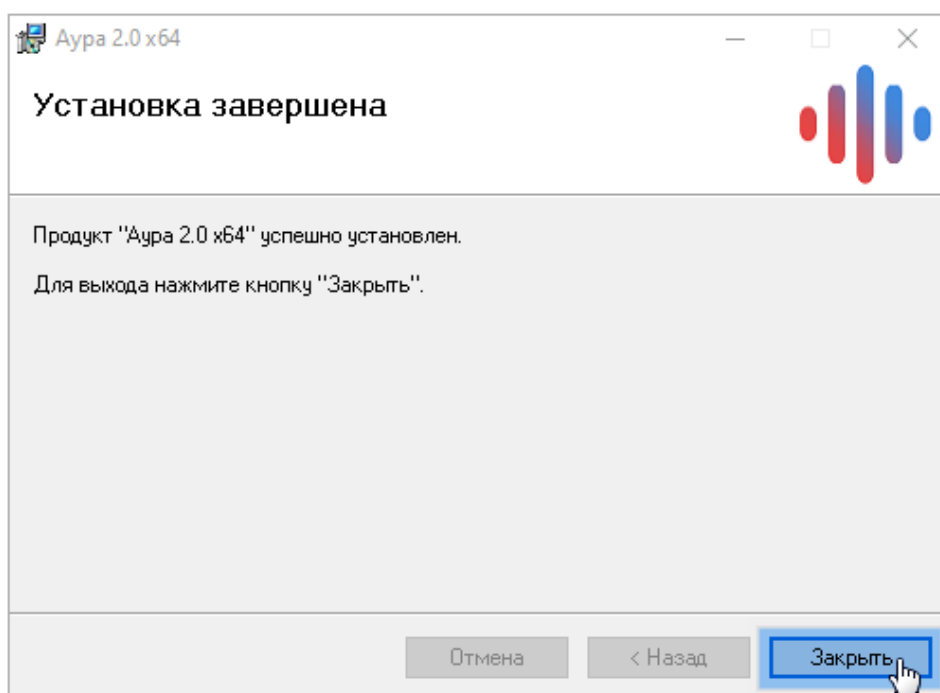 Аура 2.0 x64
Установка завершена
Продукт "Аура 2.0 x64" успешно установлен.
Для выхода нажмите кнопку "Закрыть".
Отмена
< Назад
Закрыть